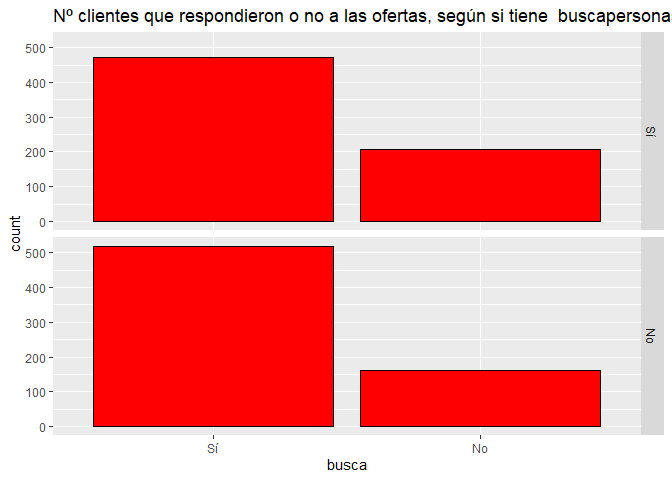 Nº clientes que respondieron o no a las ofertas, según si tiene  buscapersona
500
400
300
200
100
0
Sí
count
500
400
300
200
100
0
No
Sí
No
busca